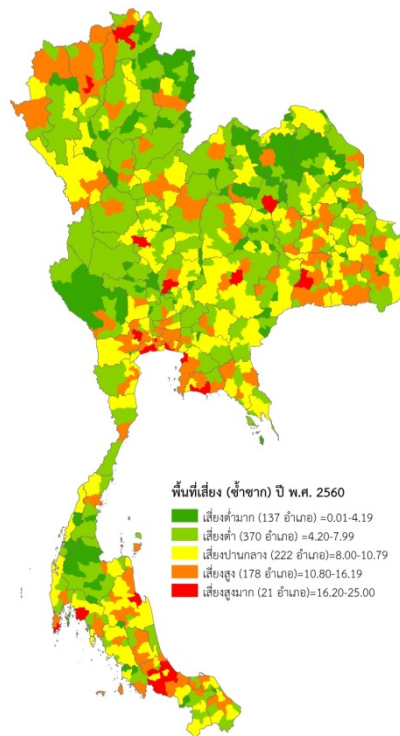 พื้นที่เสี่ยง (ซ้ำซาก) ปี พ.ศ. 2560
เสี่ยงต่ำมาก (137 อำเภอ) =0.01-4.19
เสี่ยงต่ำ (370 อำเภอ) =4.20-7.99
เสี่ยงปานกลาง (222 อำเภอ)=8.00-10.79
เสี่ยงสูง (178 อำเภอ)=10.80-16.19
เสี่ยงสูงมาก (21 อำเภอ)=16.20-25.00